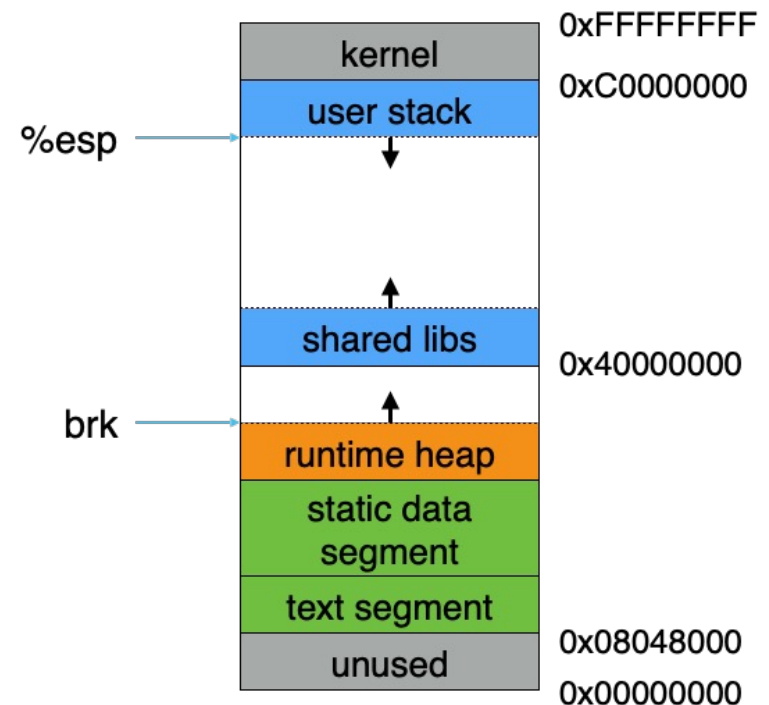 0xFFFFFFFF
kernel
0xC0000000
user stack
%esp
shared libs
0x40000000
brk
runtime heap
static data
segment
text segment
0x08048000
unused
0x00000000